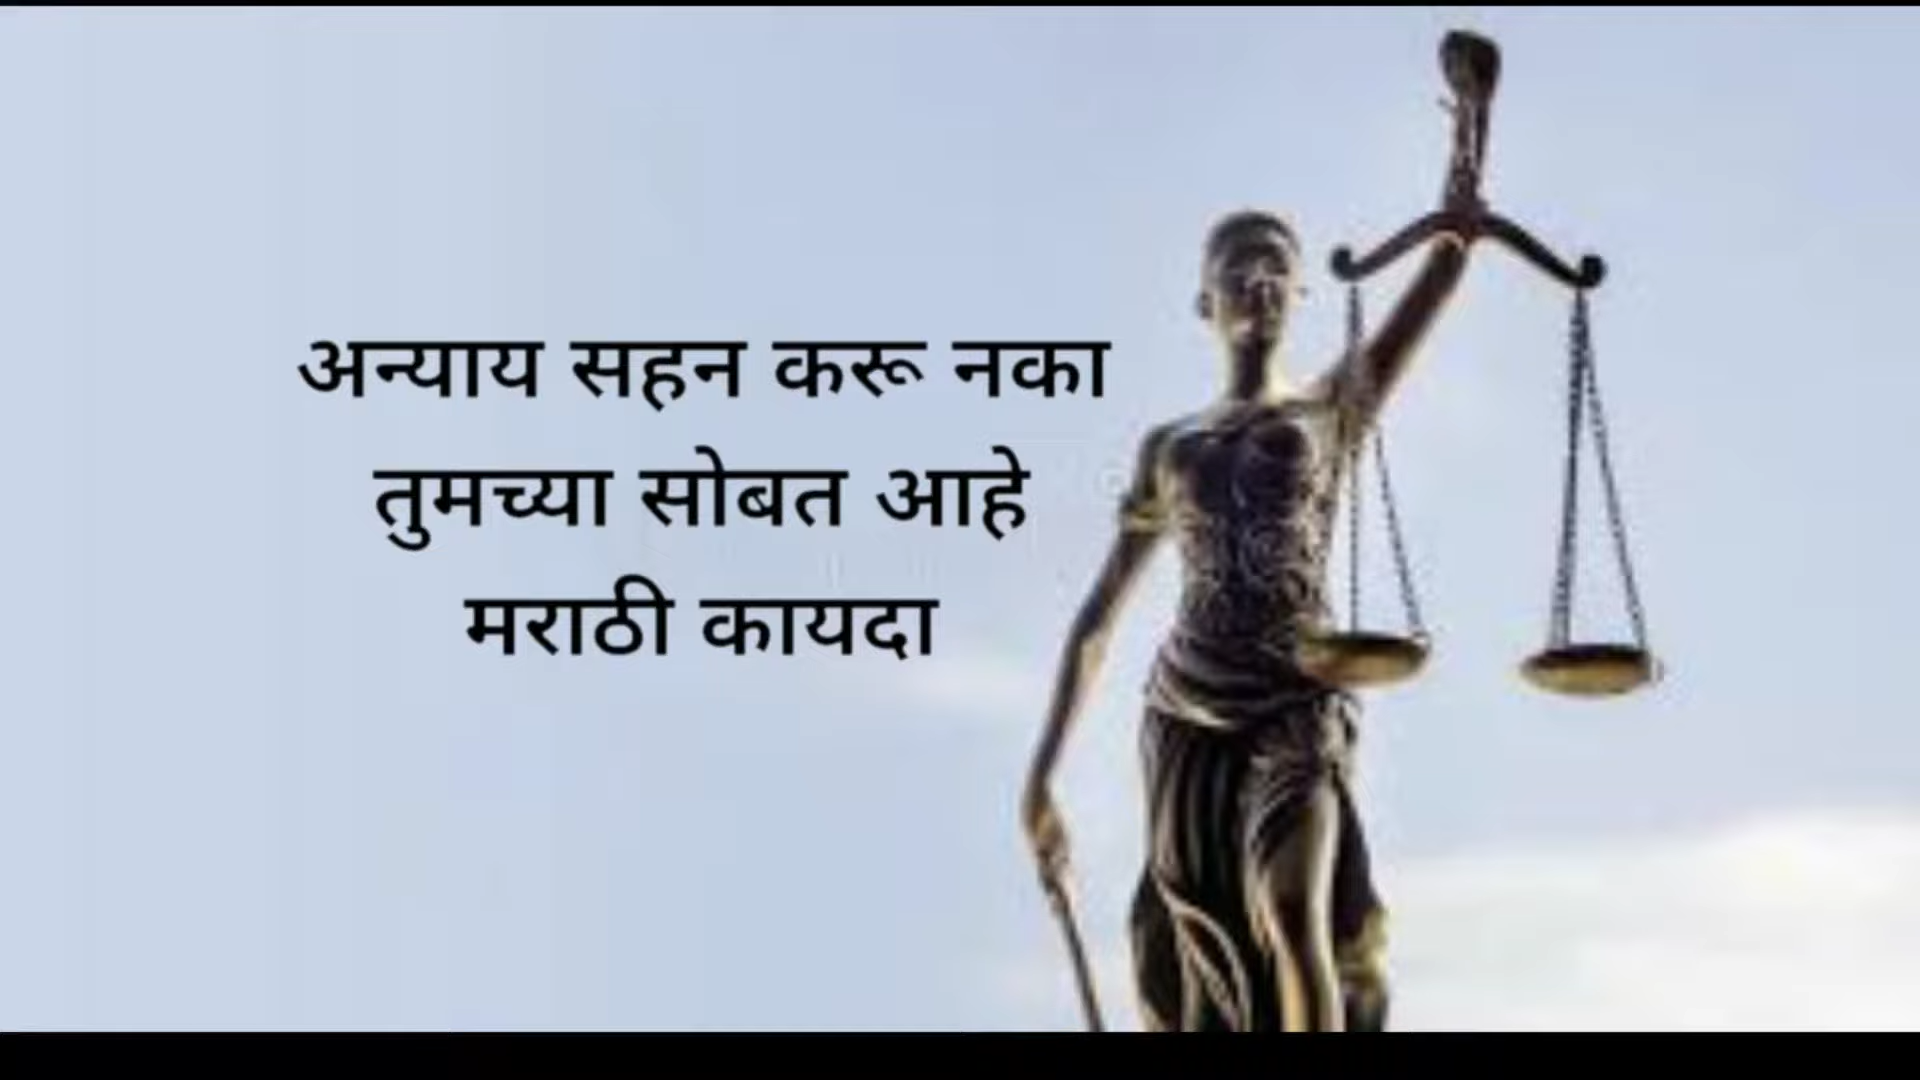 अन्याय सहन करू नका
तुमच्या सोबत आहे
मराठी कायदा